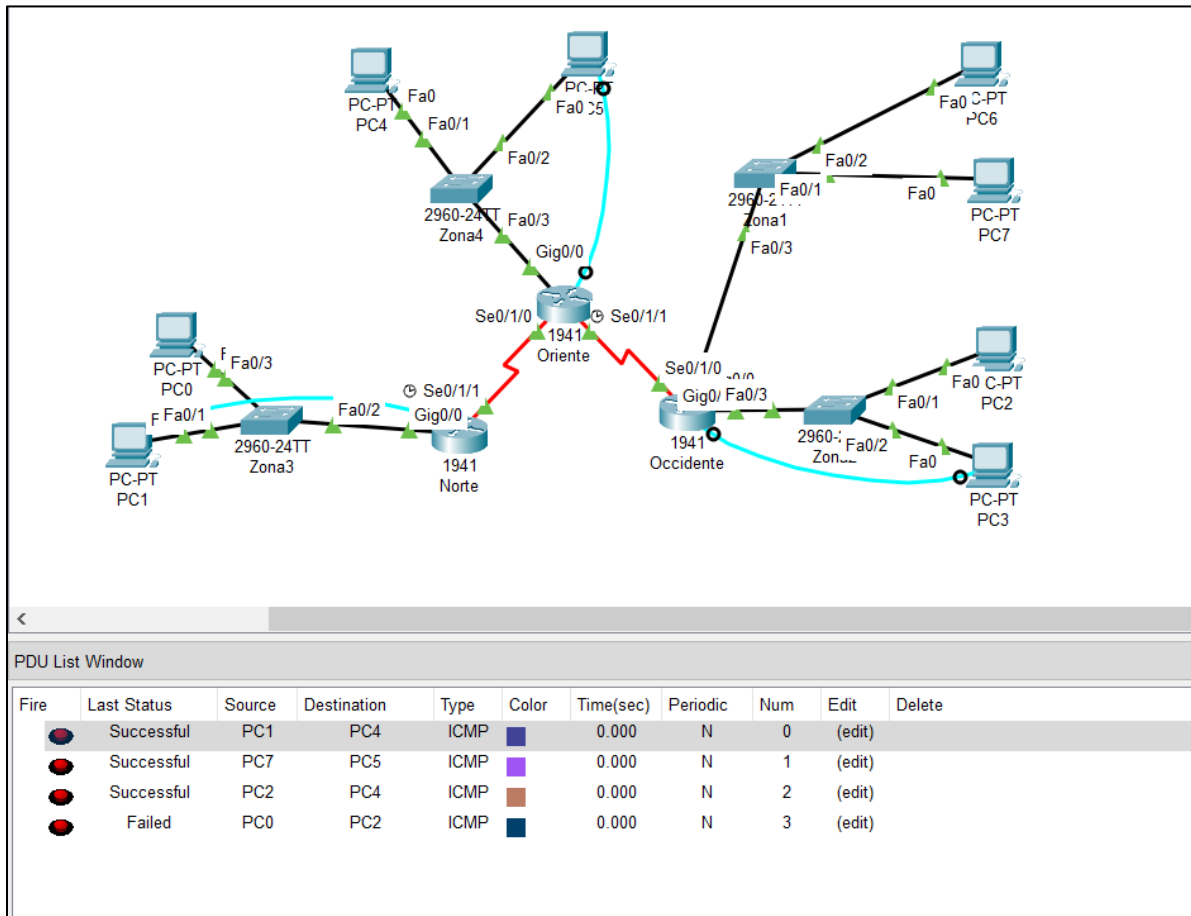 PC-PT
PC4
Fa0
Fa0/1
Fa0
Fa0/2
2960-24TT
Zona4
Fa0/3
Gig0/0
Fa0
PC6
Fa0/2
Fa0/1
Fa0
Zona1
PC-PT
PC7
Fa0/3
Se0/1/0
Se0/1/1
1941
Oriente
PC-PT
PC0
Fa0/3
Fa0/1
PC-PT
PC1
2960-24TT
Zona3
Fa0/2
Se0/1/1
Gig0/0
1941
Norte
Se0/1/0
Fa0/3
1941
Occidente
Fa0
PC2
Fa0/1
Fa0/2
Fa0
PC-PT
PC3
PDU List Window
Fire Last Status Source Destination Type Color Time(sec) Periodic Num Edit Delete
Successful PC1 PC4 ICMP 0.000 N 0 (edit)
Successful PC7 PC5 ICMP 0.000 N 1 (edit)
Successful PC2 PC4 ICMP 0.000 N 2 (edit)
Failed PC0 PC2 ICMP 0.000 N 3 (edit)